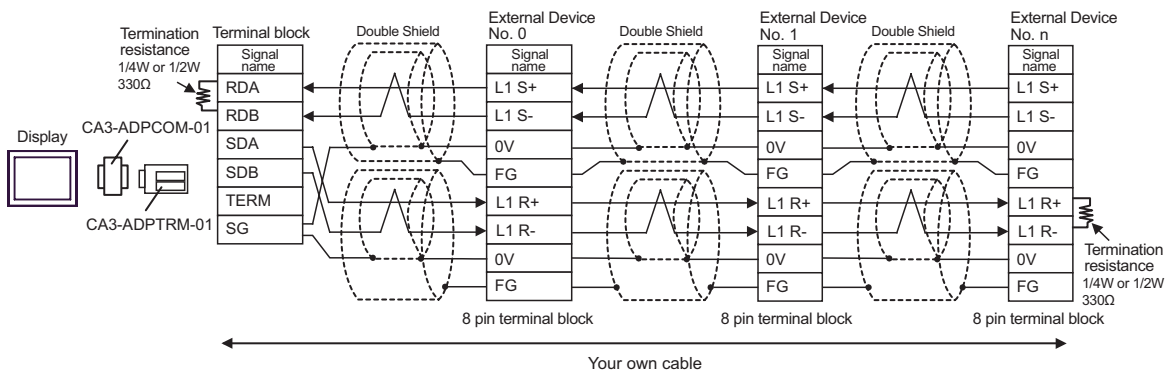 Termination
resistance
1/4W or 1/2W
330Ω
Display
CA3-ADPCOM-01
CA3-ADPTRM-01
Terminal block
Signal
name
RDA
RDB
SDA
SDB
TERM
SG
Double Shield
External Device
No. 0
Signal
name
L1 S+
L1 S-
0V
FG
L1 R+
L1 R-
0V
FG
8 pin terminal block
Double Shield
External Device
No. 1
Signal
name
L1 S+
L1 S-
0V
FG
L1 R+
L1 R-
0V
FG
8 pin terminal block
Double Shield
External Device
No. n
Signal
name
L1 S+
L1 S-
0V
FG
L1 R+
L1 R-
0V
FG
8 pin terminal block
Termination
resistance
1/4W or 1/2W
330Ω
Your own cable